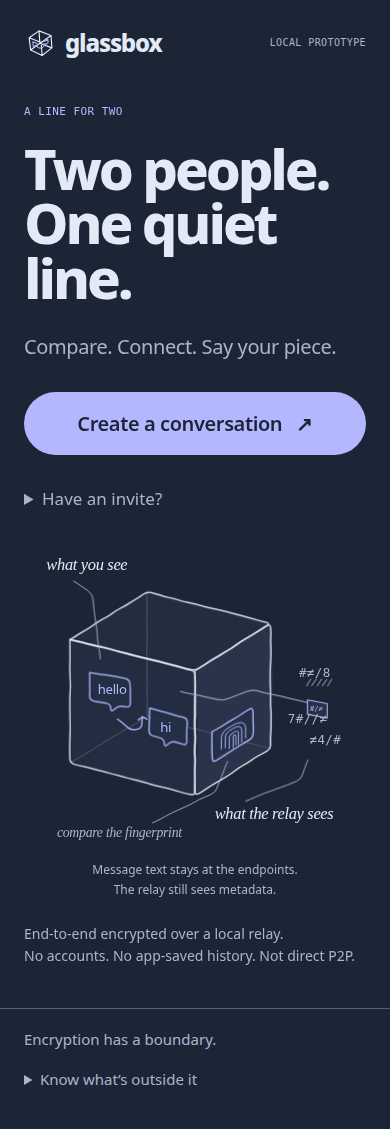 glassbox
LOCAL PROTOTYPE
A LINE FOR TWO
Two people.
One quiet
line.
Compare. Connect. Say your piece.
Create a conversation ↗
Have an invite?
what you see
hello
hi
#≠/8
//////
#/≠
7#//≠
≠4/#
what the relay sees
compare the fingerprint
Message text stays at the endpoints.
The relay still sees metadata.
End-to-end encrypted over a local relay.
No accounts. No app-saved history. Not direct P2P.
Encryption has a boundary.
Know what’s outside it